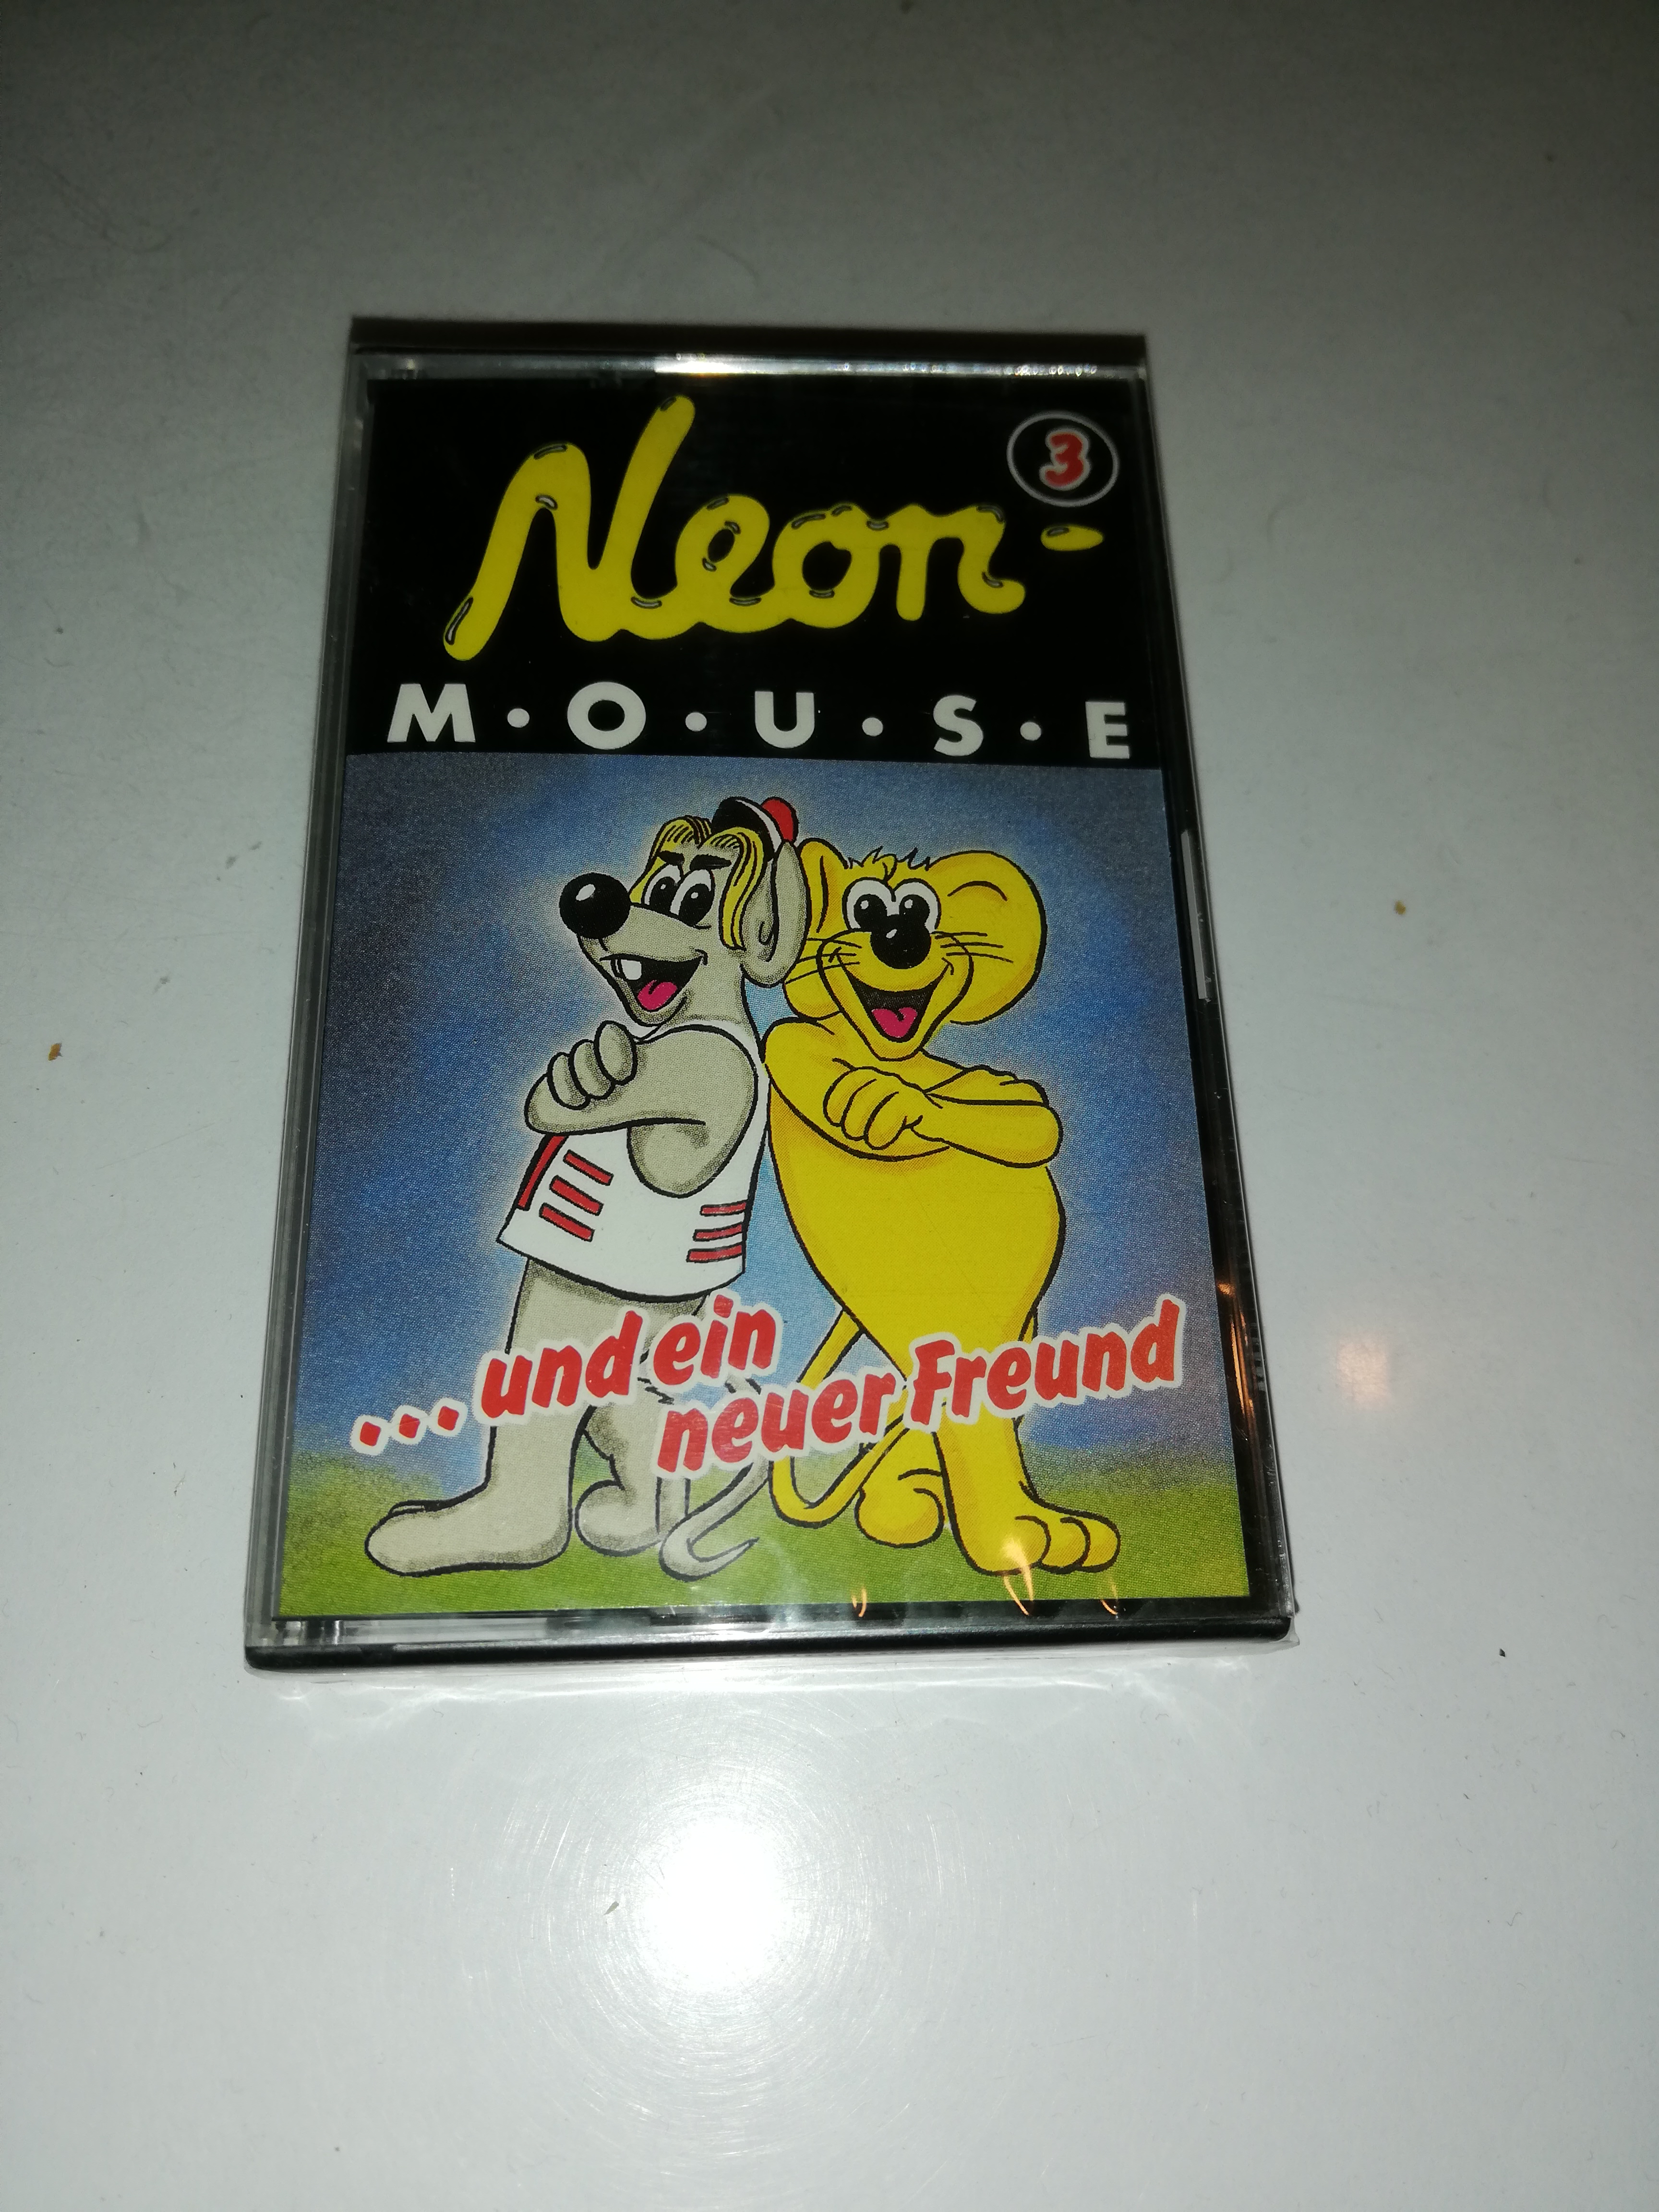 3
Neon-
M·O·U·S·E
...und ein
neuer Freund